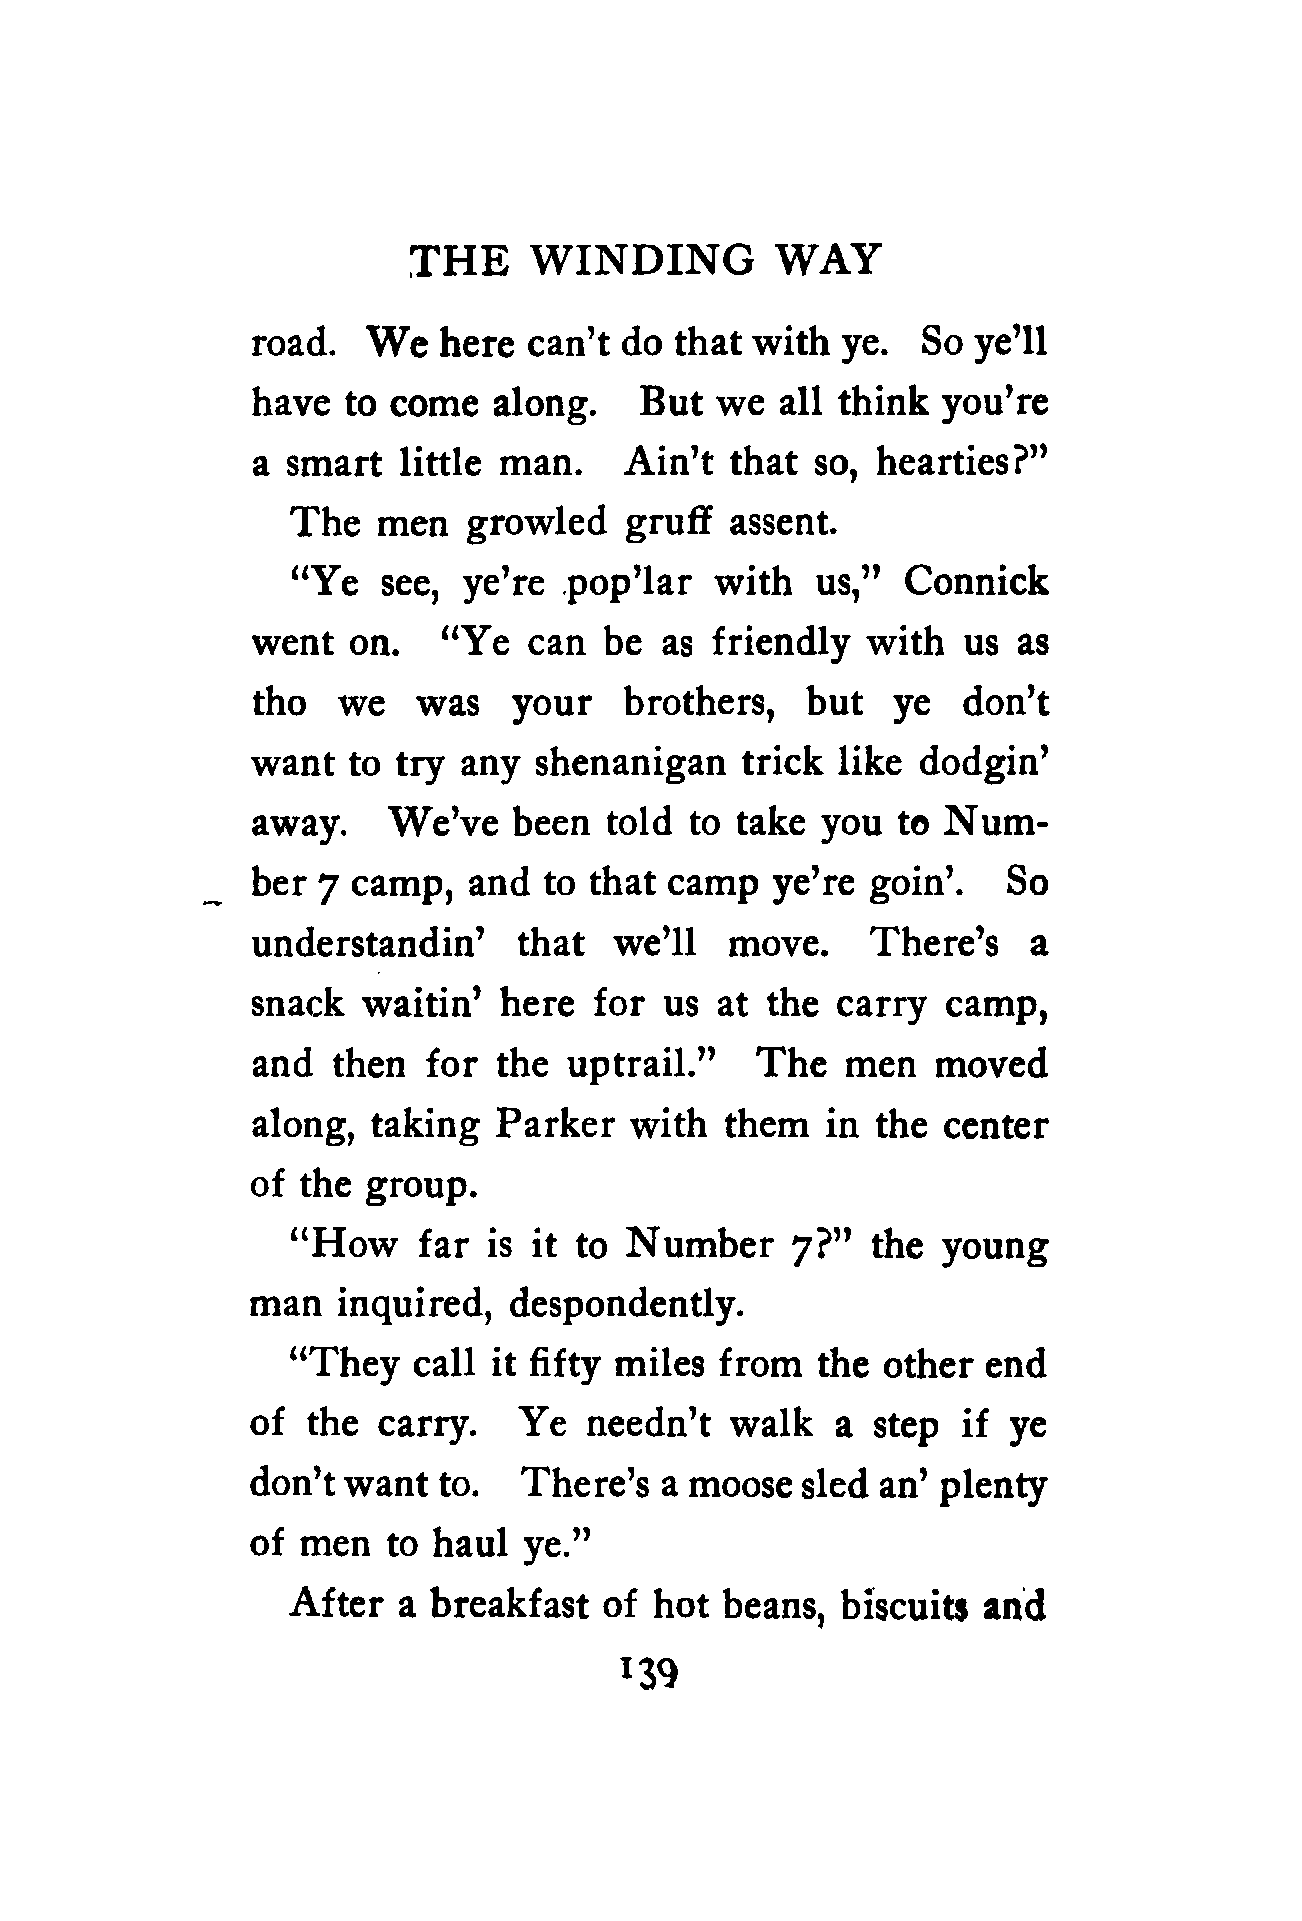 THE WINDING WAY
road. We here can't do that with ye. So ye'll
have to come along. But we all think you're
a smart little man. Ain't that so, hearties?"
The men growled gruff assent.
"Ye see, ye're pop'lar with us," Connick
went on. "Ye can be as friendly with us as
tho we was your brothers, but ye don't
want to try any shenanigan trick like dodgin'
away. We've been told to take you to Num-
ber 7 camp, and to that camp ye're goin'. So
understandin' that we'll move. There's a
snack waitin' here for us at the carry camp,
and then for the uptrail." The men moved
along, taking Parker with them in the center
of the group.
"How far is it to Number 7?" the young
man inquired, despondently.
"They call it fifty miles from the other end
of the carry. Ye needn't walk a step if ye
don't want to. There's a moose sled an' plenty
of men to haul ye."
After a breakfast of hot beans, biscuits and
139